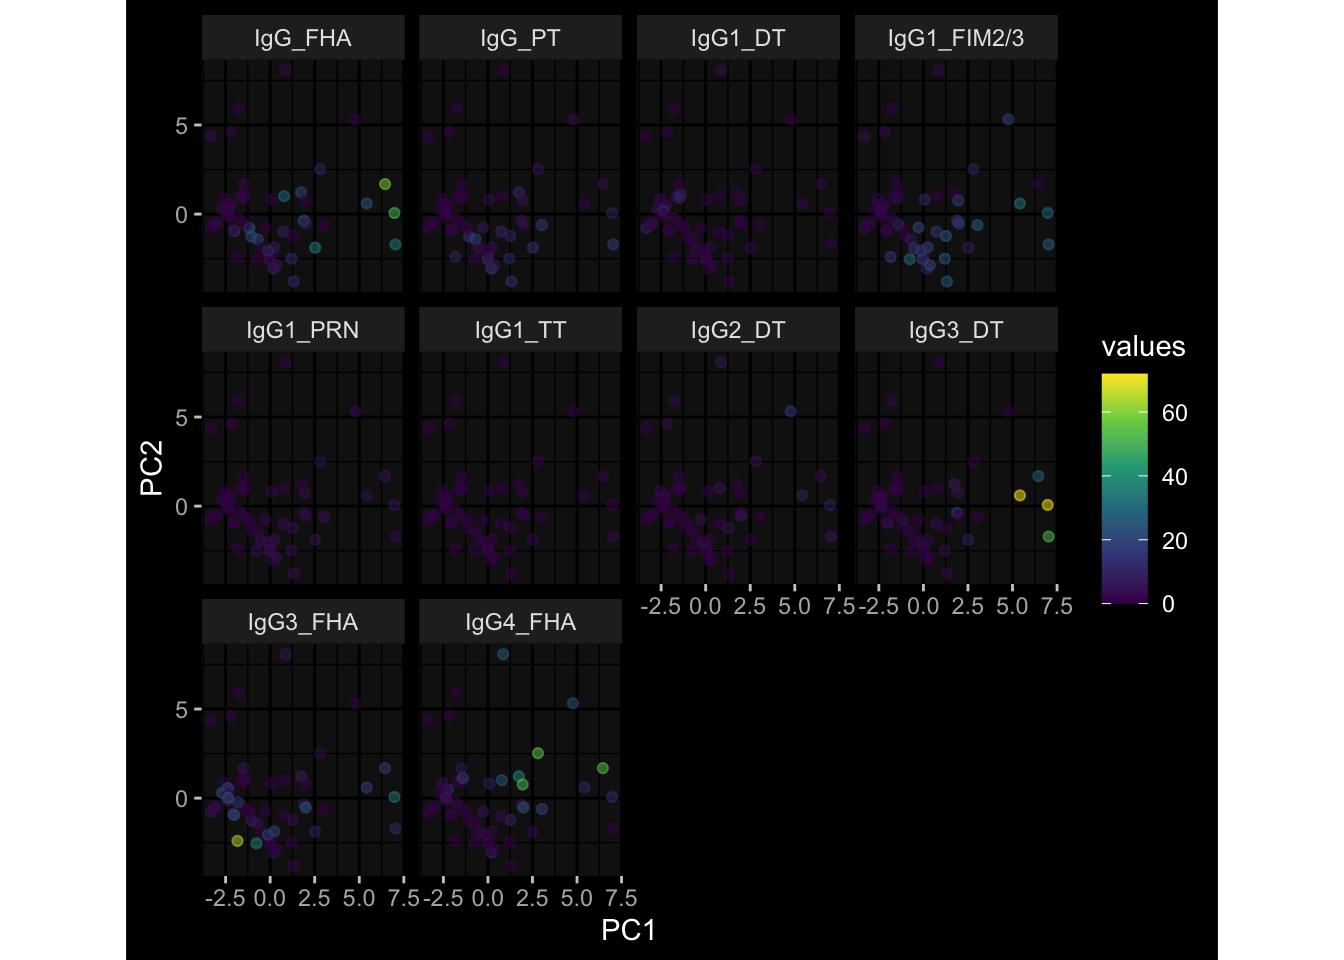 IgG_FHA IgG_PT IgG1_DT IgG1_FIM2/3
5
0
IgG1_PRN IgG1_TT IgG2_DT IgG3_DT
values
60
40
20
0
5
0
PC2
-2.5 0.0 2.5 5.0 7.5 -2.5 0.0 2.5 5.0 7.5
IgG3_FHA IgG4_FHA
5
0
-2.5 0.0 2.5 5.0 7.5 -2.5 0.0 2.5 5.0 7.5
PC1